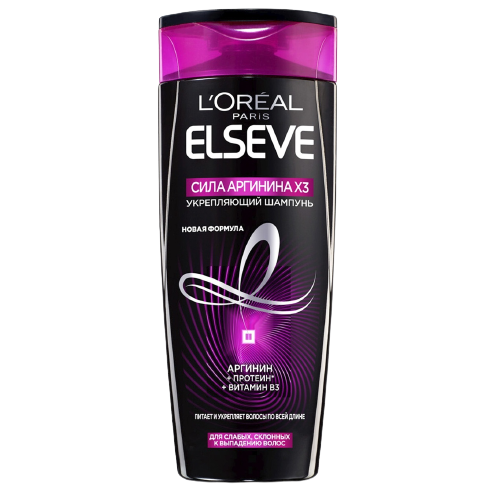 L'ORÉAL
PARIS
ELSEVE
СИЛА АРГИНИНА X3
УКРЕПЛЯЮЩИЙ ШАМПУНЬ
НОВАЯ ФОРМУЛА
АРГИНИН
+ ПРОТЕИН*
+ ВИТАМИН B3
ПИТАЕТ И УКРЕПЛЯЕТ ВОЛОСЫ ПО ВСЕЙ ДЛИНЕ
ДЛЯ СЛАБЫХ, СКЛОННЫХ
К ВЫПАДЕНИЮ ВОЛОС